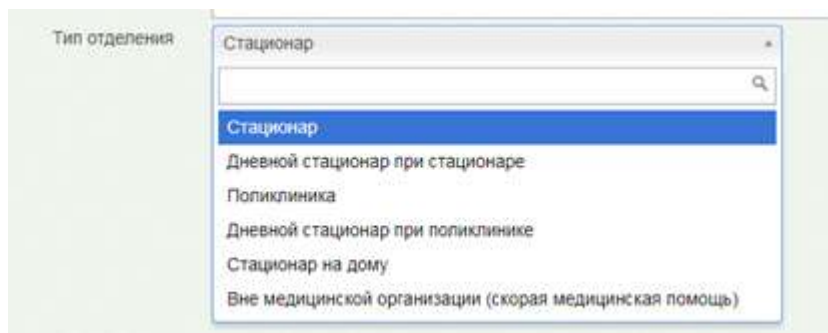 Тип отделения
Стационар
Стационар
Дневной стационар при стационаре
Поликлиника
Дневной стационар при поликлинике
Стационар на дому
Вне медицинской организации (скорая медицинская помощь)